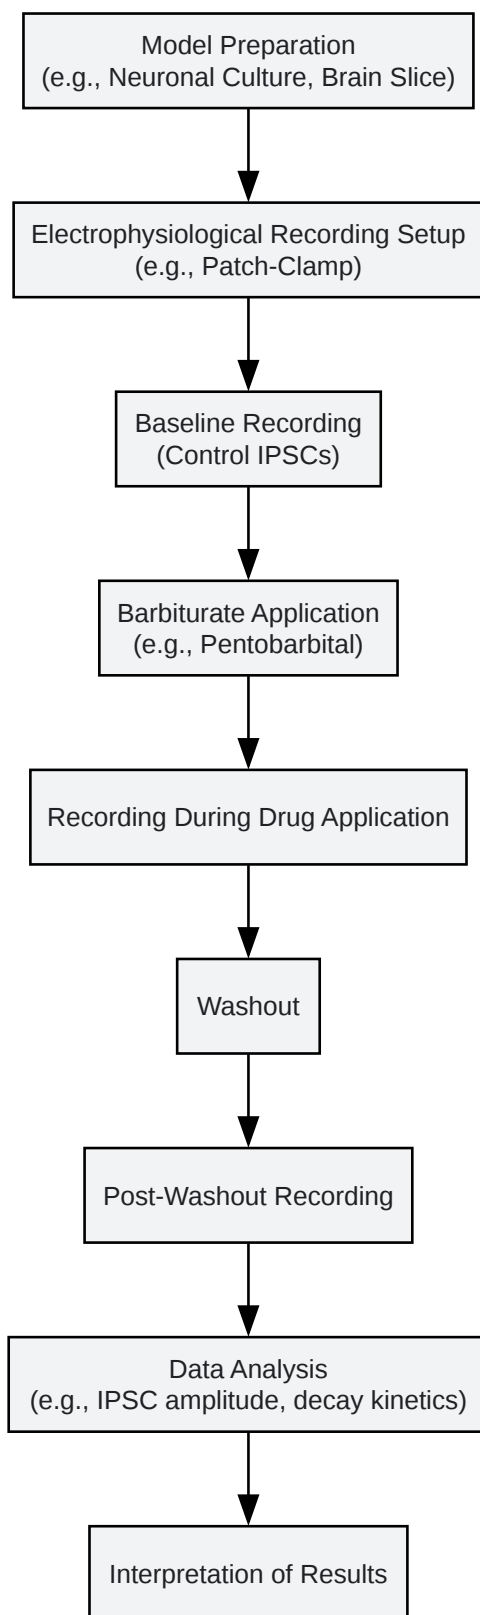 Model Preparation
(e.g., Neuronal Culture, Brain Slice)
Electrophysiological Recording Setup
(e.g., Patch-Clamp)
Baseline Recording
(Control IPSCs)
Barbiturate Application
(e.g., Pentobarbital)
Recording During Drug Application
Washout
Post-Washout Recording
Data Analysis
(e.g., IPSC amplitude, decay kinetics)
Interpretation of Results